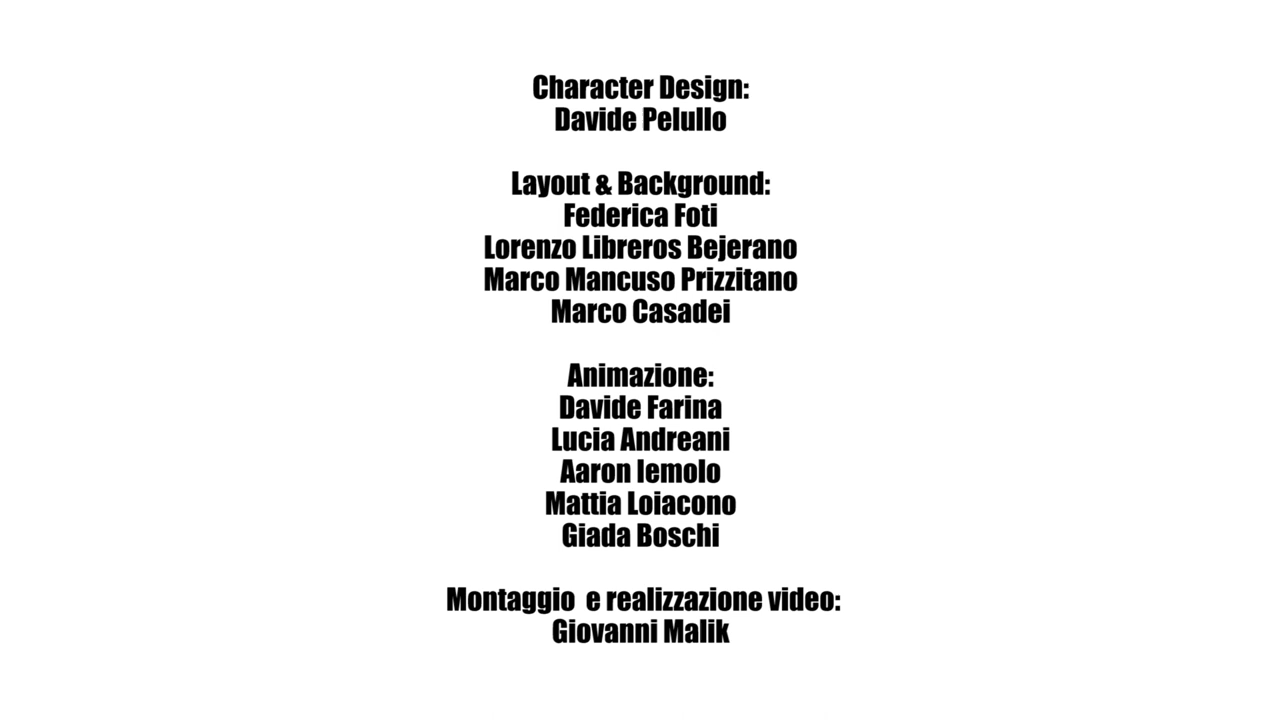 Character Design:
Davide Pelullo
Layout & Background:
Federica Foti
Lorenzo Libreros Bejerano
Marco Mancuso Prizzitano
Marco Casadei
Animazione:
Davide Farina
Lucia Andreani
Aaron Iemolo
Mattia Loiacono
Giada Boschi
Montaggio e realizzazione video:
Giovanni Malik